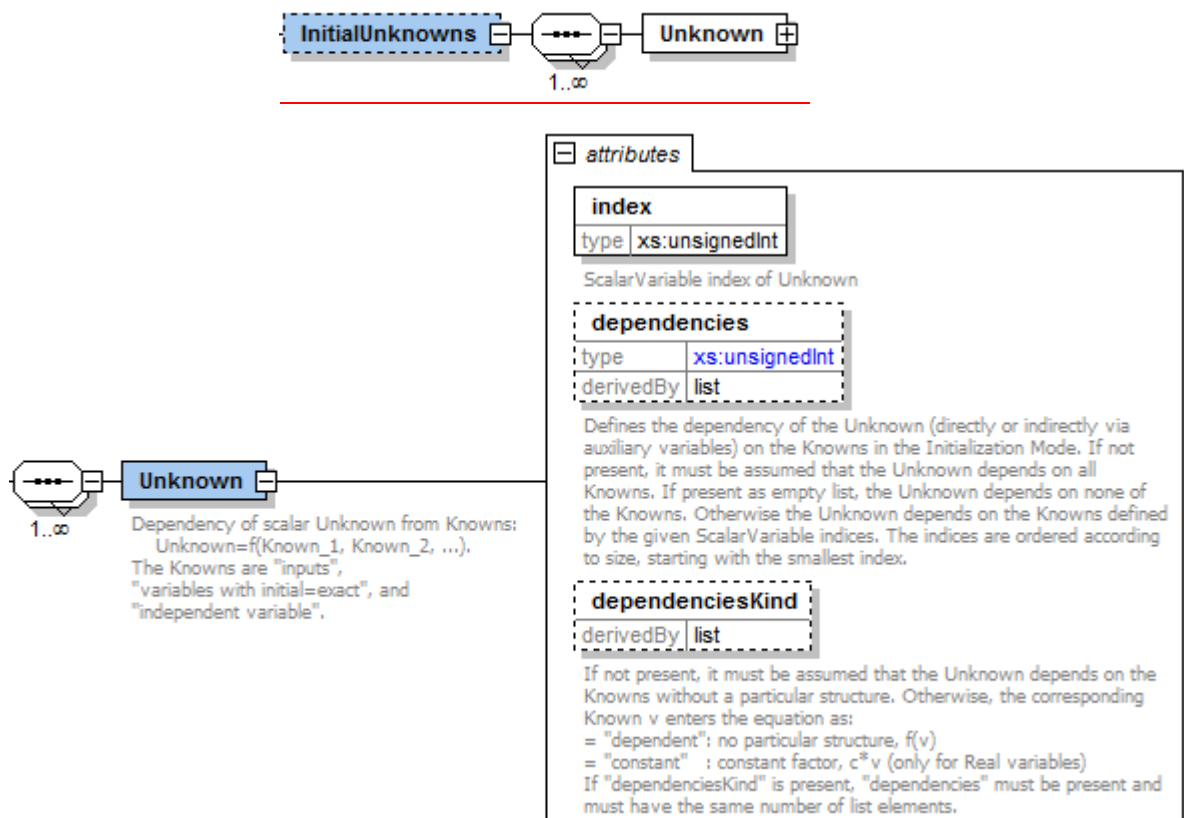 InitialUnknowns
Unknown
1..∞
attributes
index
type xs:unsignedInt
ScalarVariable index of Unknown
dependencies
type xs:unsignedInt
derivedBy list
Defines the dependency of the Unknown (directly or indirectly via
auxiliary variables) on the Knowns in the Initialization Mode. If not
present, it must be assumed that the Unknown depends on all
Knowns. If present as empty list, the Unknown depends on none of
the Knowns. Otherwise the Unknown depends on the Knowns defined
by the given ScalarVariable indices. The indices are ordered according
to size, starting with the smallest index.
Unknown
1..∞
Dependency of scalar Unknown from Knowns:
Unknown=f(Known_1, Known_2, ...).
The Knowns are "inputs",
"variables with initial=exact", and
"independent variable".
dependenciesKind
derivedBy list
If not present, it must be assumed that the Unknown depends on the
Knowns without a particular structure. Otherwise, the corresponding
Known v enters the equation as:
= "dependent": no particular structure, f(v)
= "constant" : constant factor, c*v (only for Real variables)
If "dependenciesKind" is present, "dependencies" must be present and
must have the same number of list elements.